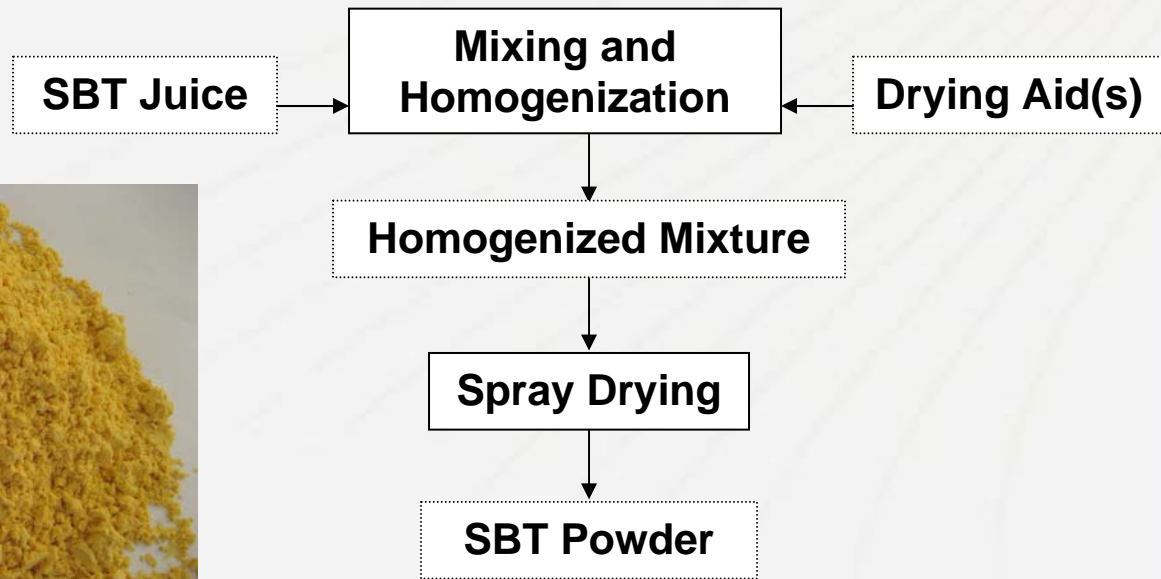 SBT Juice
Mixing and
Homogenization
Drying Aid(s)
Homogenized Mixture
Spray Drying
SBT Powder